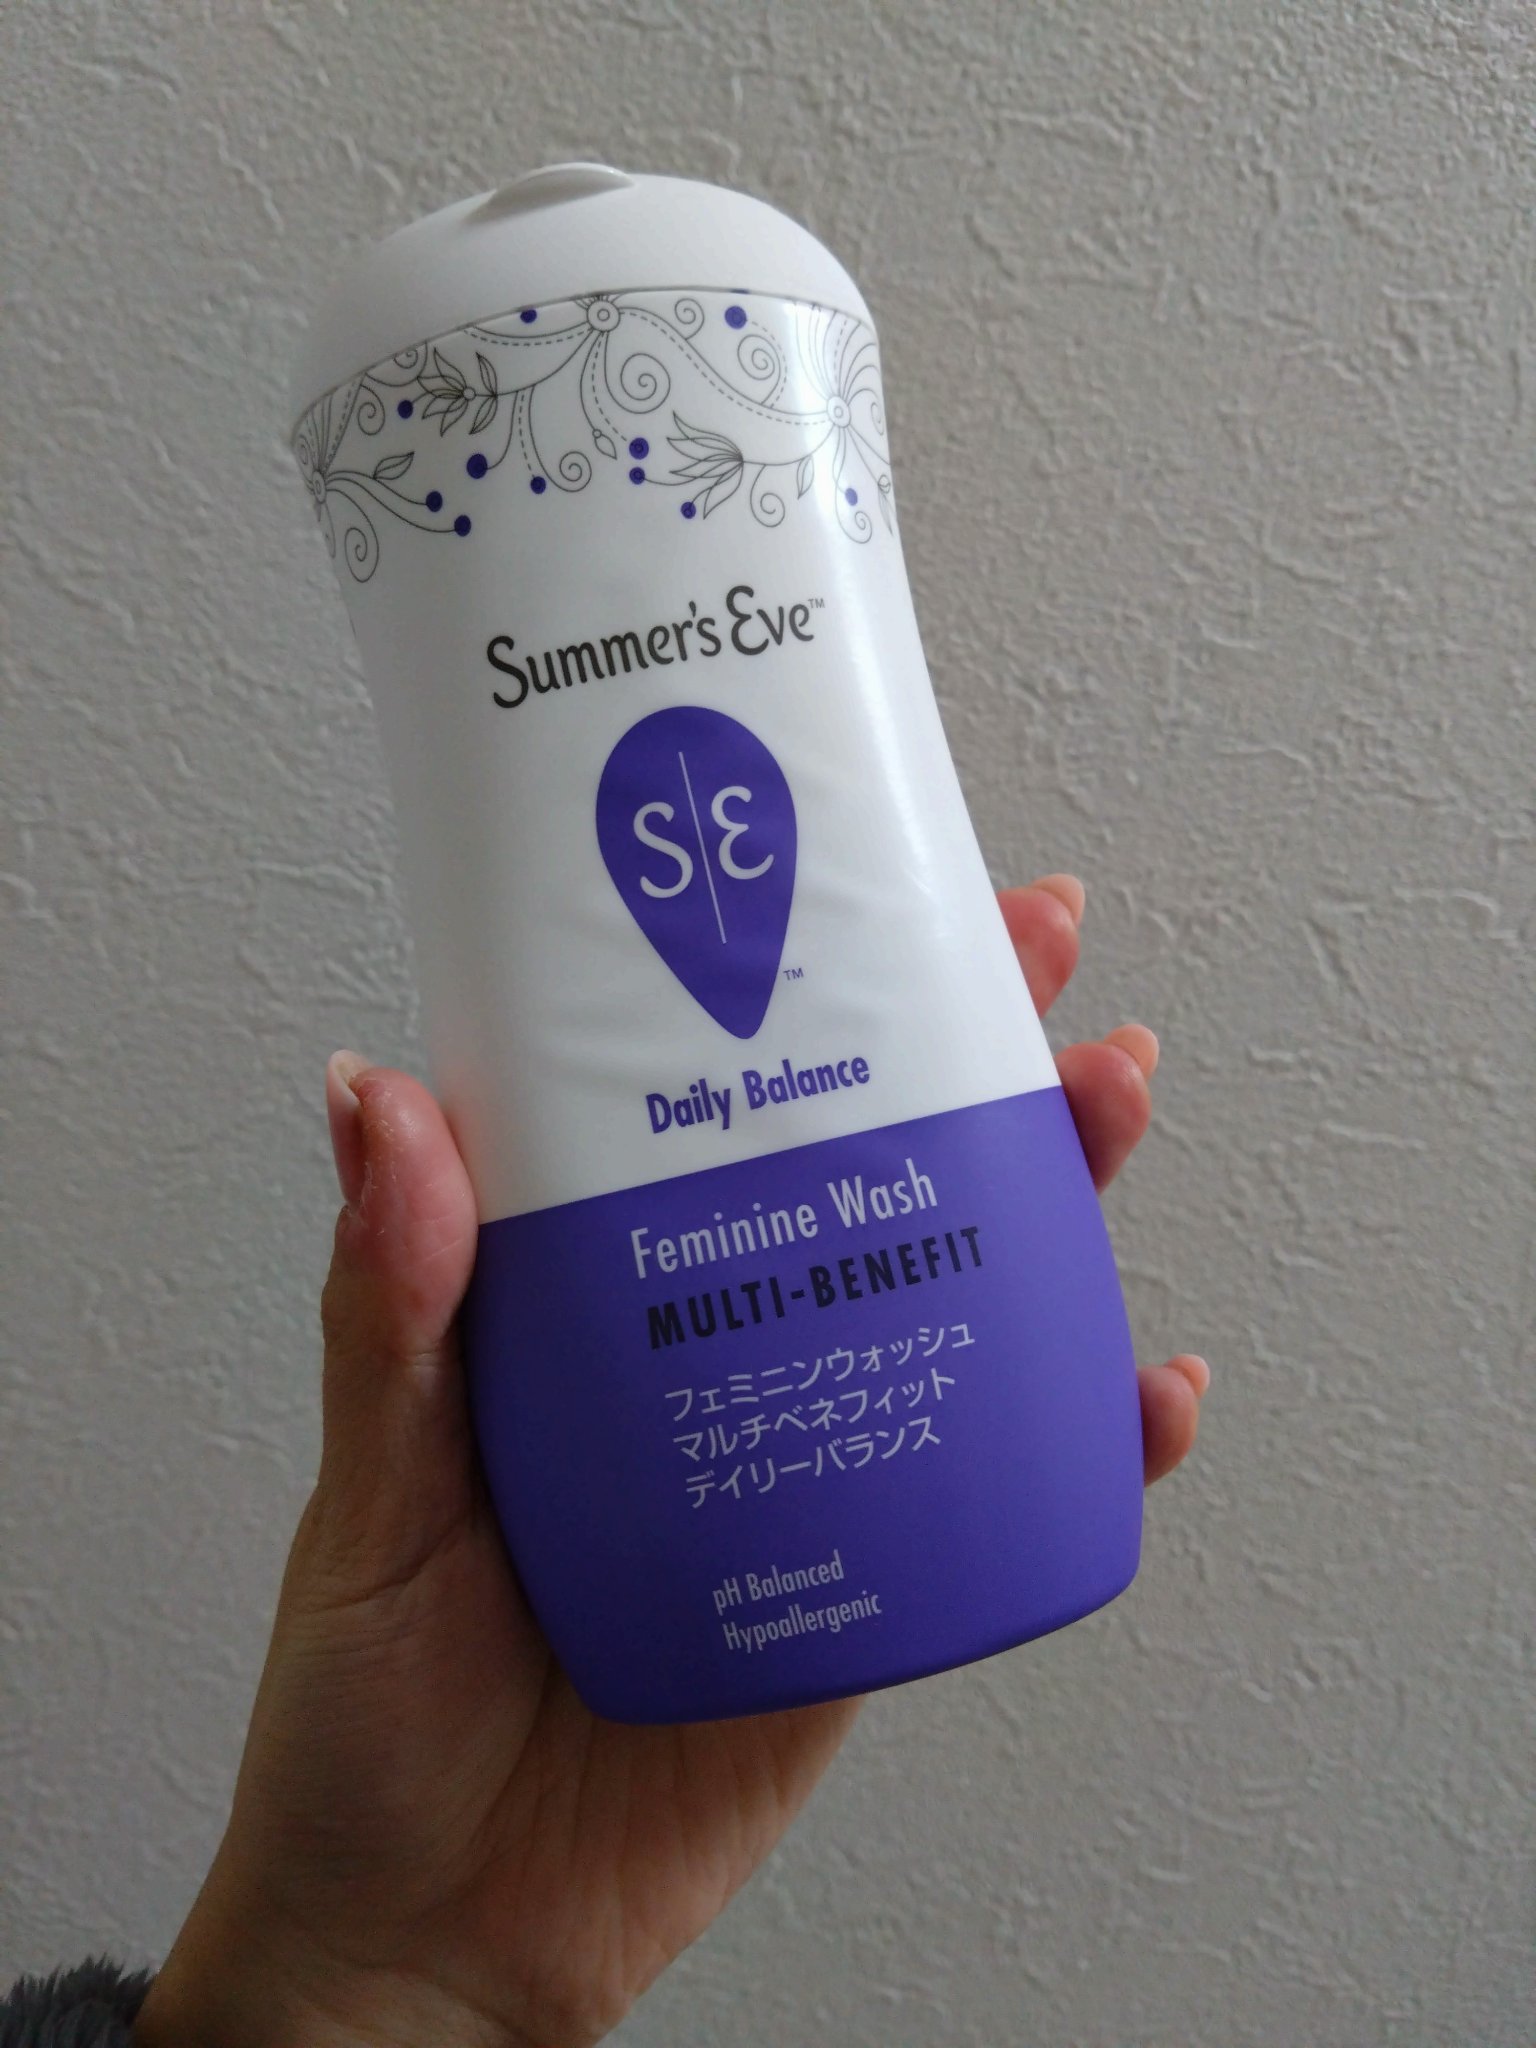 Summer's Eve™
S|E
™
Daily Balance
Feminine Wash
MULTI-BENEFIT
フェミニンウォッシュ
マルチベネフィット
デイリーバランス
pH Balanced
Hypoallergenic